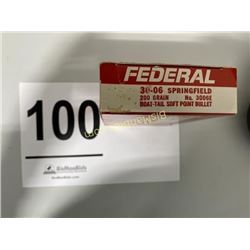 FEDERAL
30-06 SPRINGFIELD
200 GRAIN No. 3006E
BOAT-TAIL SOFT POINT BULLET
100